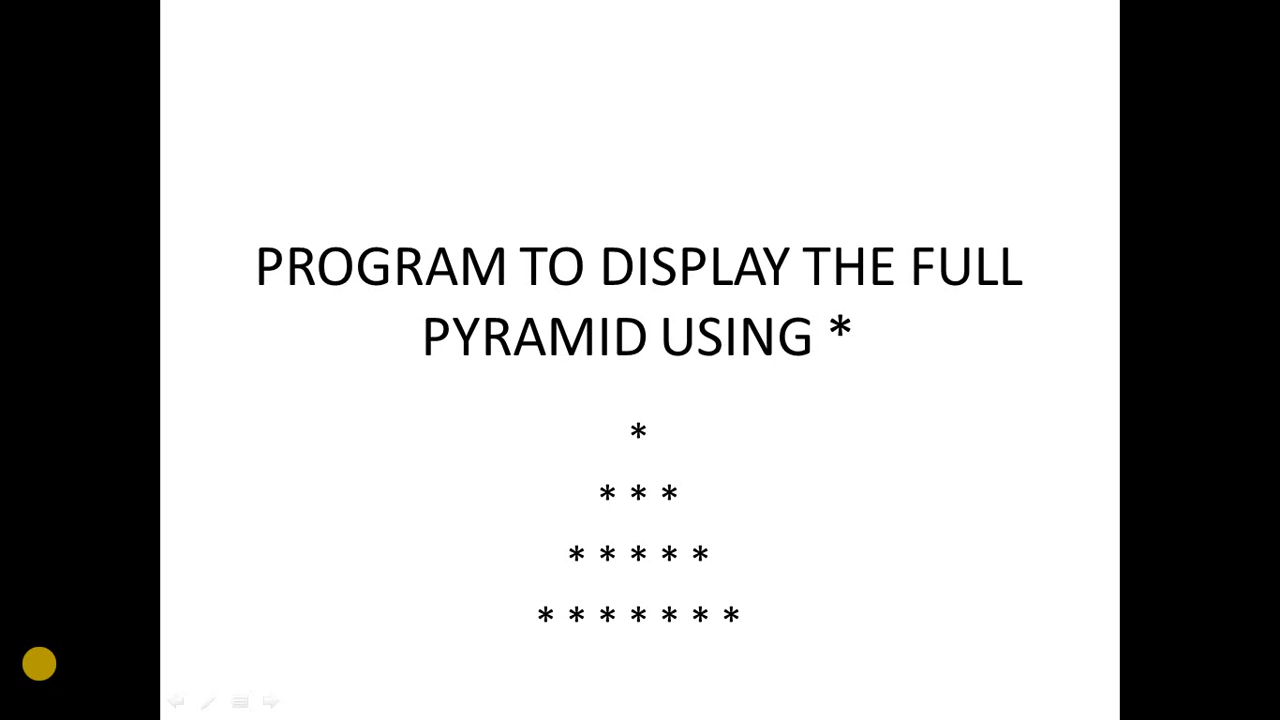 PROGRAM TO DISPLAY THE FULL
PYRAMID USING *
*
* * *
* * * * *
* * * * * * *